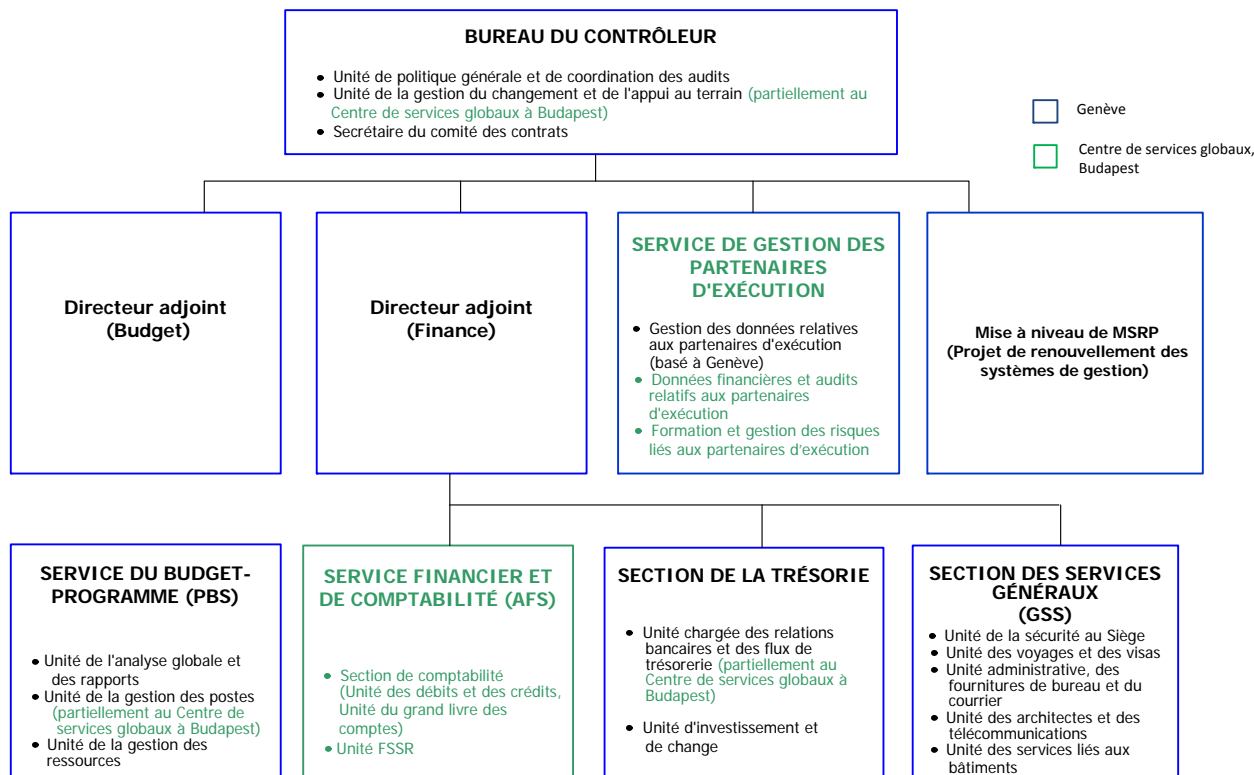 BUREAU DU CONTRÔLEUR
• Unité de politique générale et de coordination des audits
• Unité de la gestion du changement et de l'appui au terrain (partiellement au
Centre de services globaux à Budapest)
• Secrétaire du comité des contrats
Genève
Centre de services globaux,
Budapest
Directeur adjoint
(Budget)
Directeur adjoint
(Finance)
SERVICE DE GESTION DES
PARTENAIRES
D'EXÉCUTION
• Gestion des données relatives
aux partenaires d'exécution
(basé à Genève)
• Données financières et audits
relatifs aux partenaires
d'exécution
• Formation et gestion des risques
liés aux partenaires d'exécution
Mise à niveau de MSRP
(Projet de renouvellement des
systèmes de gestion)
SERVICE DU BUDGET-
PROGRAMME (PBS)
• Unité de l'analyse globale et
des rapports
• Unité de la gestion des postes
(partiellement au Centre de
services globaux à Budapest)
• Unité de la gestion des
ressources
SERVICE FINANCIER ET
DE COMPTABILITÉ (AFS)
• Section de comptabilité
(Unité des débits et des crédits,
Unité du grand livre des
comptes)
• Unité FSSR
SECTION DE LA TRÉSORIE
• Unité chargée des relations
bancaires et des flux de
trésorerie (partiellement au
Centre de services globaux à
Budapest)
• Unité d'investissement et
de change
SECTION DES SERVICES
GÉNÉRAUX
(GSS)
• Unité de la sécurité au Siège
• Unité des voyages et des visas
• Unité administrative, des
fournitures de bureau et du
courrier
• Unité des architectes et des
télécommunications
• Unité des services liés aux
bâtiments